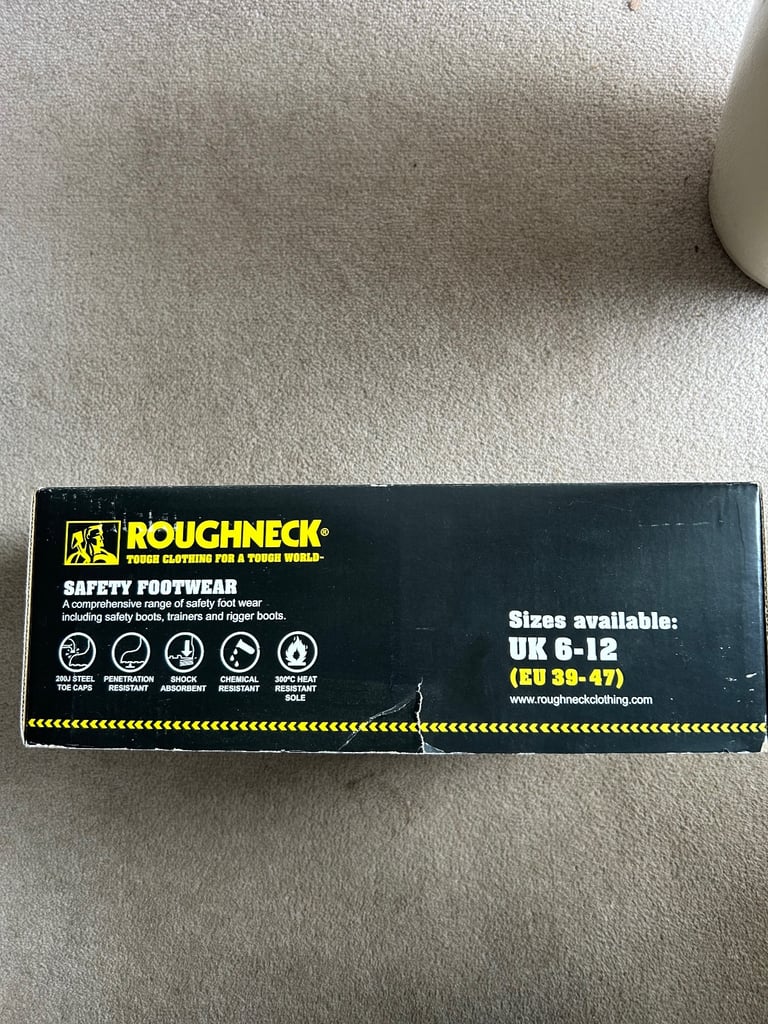 ROUGHNECK®
TOUGH CLOTHING FOR A TOUGH WORLD™
SAFETY FOOTWEAR
A comprehensive range of safety foot wear
including safety boots, trainers and rigger boots.
200J STEEL
TOE CAPS
PENETRATION
RESISTANT
SHOCK
ABSORBENT
CHEMICAL
RESISTANT
300ºC HEAT
RESISTANT
SOLE
Sizes available:
UK 6-12
(EU 39-47)
www.roughneckclothing.com